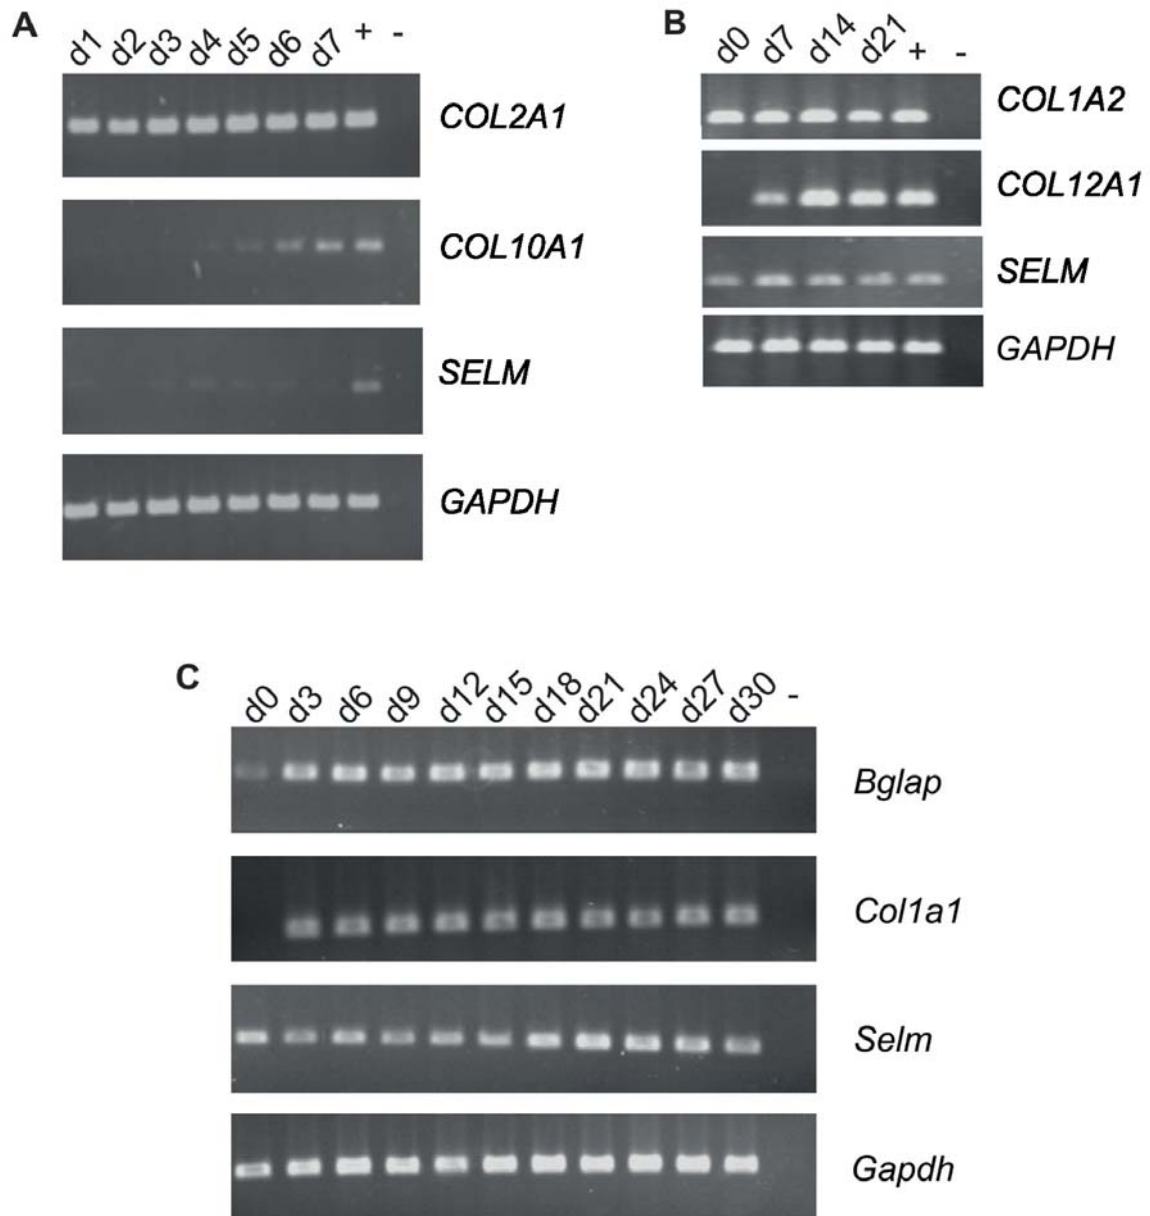 A
d1 d2 d3 d4 d5 d6 d7 + -
COL2A1
COL10A1
SELM
GAPDH
B
d0 d7 d14 d21 + -
COL1A2
COL12A1
SELM
GAPDH
C
d0 d3 d6 d9 d12 d15 d18 d21 d24 d27 d30 -
Bglap
Col1a1
Selm
Gapdh